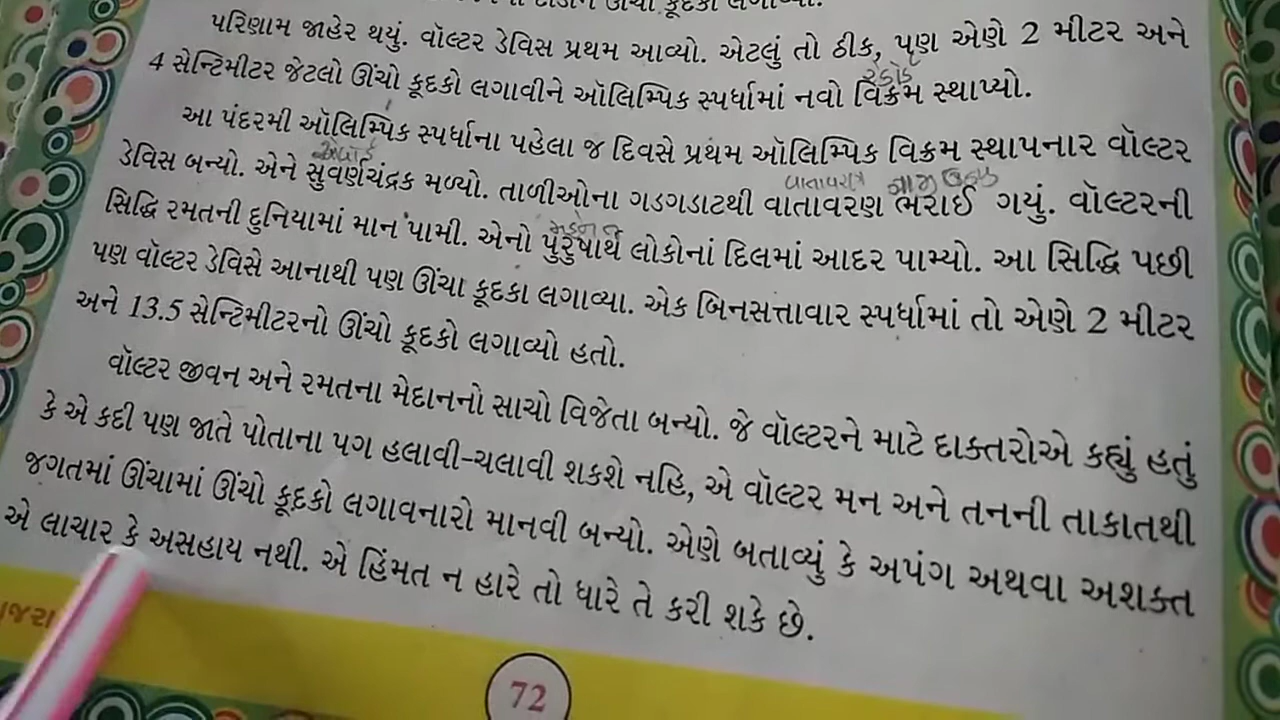 ઊંચો કૂદકો લગાવ્યો.
પરિણામ જાહેર થયું. વૉલ્ટર ડેવિસ પ્રથમ આવ્યો. એટલું તો ઠીક, પણ એણે 2 મીટર અને
4 સેન્ટિમીટર જેટલો ઊંચો કૂદકો લગાવીને ઑલિમ્પિક સ્પર્ધામાં નવો વિક્રમ સ્થાપ્યો.
આ પંદરમી ઑલિમ્પિક સ્પર્ધાના પહેલા જ દિવસે પ્રથમ ઑલિમ્પિક વિક્રમ સ્થાપનાર વૉલ્ટર
ડેવિસ બન્યો. એને સુવર્ણચંદ્રક મળ્યો. તાળીઓના ગડગડાટથી વાતાવરણ ભરાઈ ગયું. વૉલ્ટરની
સિદ્ધિ રમતની દુનિયામાં માન પામી. એનો પુરુષાર્થ લોકોનાં દિલમાં આદર પામ્યો. આ સિદ્ધિ પછી
પણ વૉલ્ટર ડેવિસે આનાથી પણ ઊંચા કૂદકા લગાવ્યા. એક બિનસત્તાવાર સ્પર્ધામાં તો એણે 2 મીટર
અને 13.5 સેન્ટિમીટરનો ઊંચો કૂદકો લગાવ્યો હતો.
વૉલ્ટર જીવન અને રમતના મેદાનનો સાચો વિજેતા બન્યો. જે વૉલ્ટરને માટે દાક્તરોએ કહ્યું હતું
કે એ કદી પણ જાતે પોતાના પગ હલાવી-ચલાવી શકશે નહિ, એ વૉલ્ટર મન અને તનની તાકાતથી
જગતમાં ઊંચામાં ઊંચો કૂદકો લગાવનારો માનવી બન્યો. એણે બતાવ્યું કે અપંગ અથવા અશક્ત
એ લાચાર કે અસહાય નથી. એ હિંમત ન હારે તો ધારે તે કરી શકે છે.
72